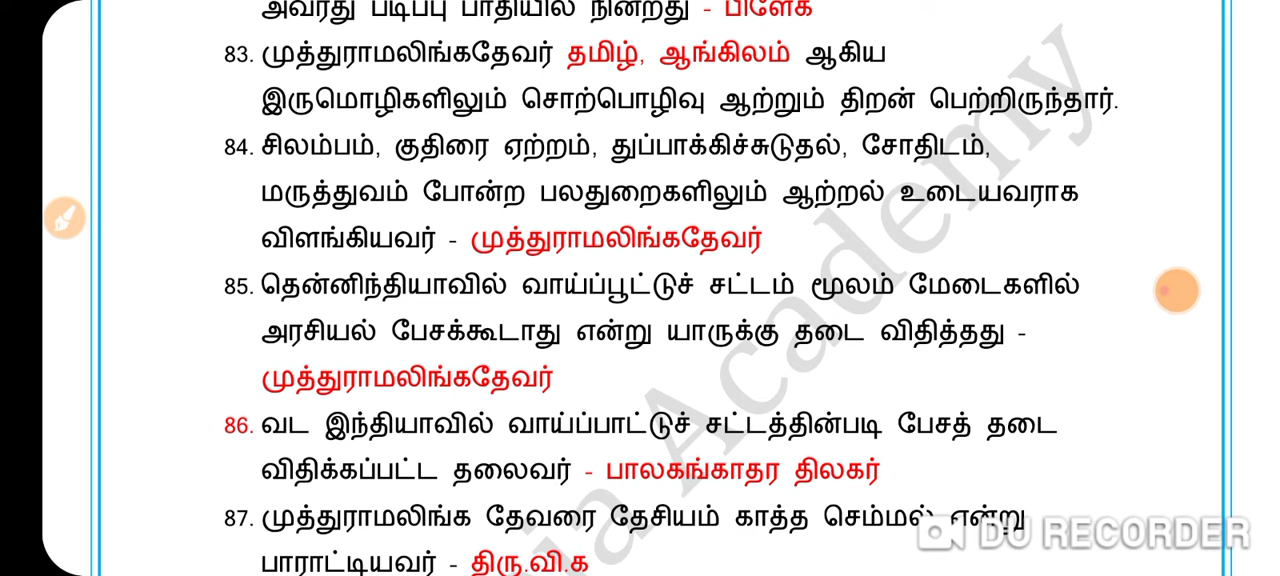 அவரது படிப்பு பாதியில் நின்றது - பிளேக்
83. முத்துராமலிங்கதேவர் தமிழ், ஆங்கிலம் ஆகிய
இருமொழிகளிலும் சொற்பொழிவு ஆற்றும் திறன் பெற்றிருந்தார்.
84. சிலம்பம், குதிரை ஏற்றம், துப்பாக்கிச்சுடுதல், சோதிடம்,
மருத்துவம் போன்ற பலதுறைகளிலும் ஆற்றல் உடையவராக
விளங்கியவர் - முத்துராமலிங்கதேவர்
85. தென்னிந்தியாவில் வாய்ப்பூட்டுச் சட்டம் மூலம் மேடைகளில்
அரசியல் பேசக்கூடாது என்று யாருக்கு தடை விதித்தது -
முத்துராமலிங்கதேவர்
86. வட இந்தியாவில் வாய்ப்பாட்டுச் சட்டத்தின்படி பேசத் தடை
விதிக்கப்பட்ட தலைவர் - பாலகங்காதர திலகர்
87. முத்துராமலிங்க தேவரை தேசியம் காத்த செம்மல் என்று
பாராட்டியவர் - திரு.வி.க
Academy
DU RECORDER